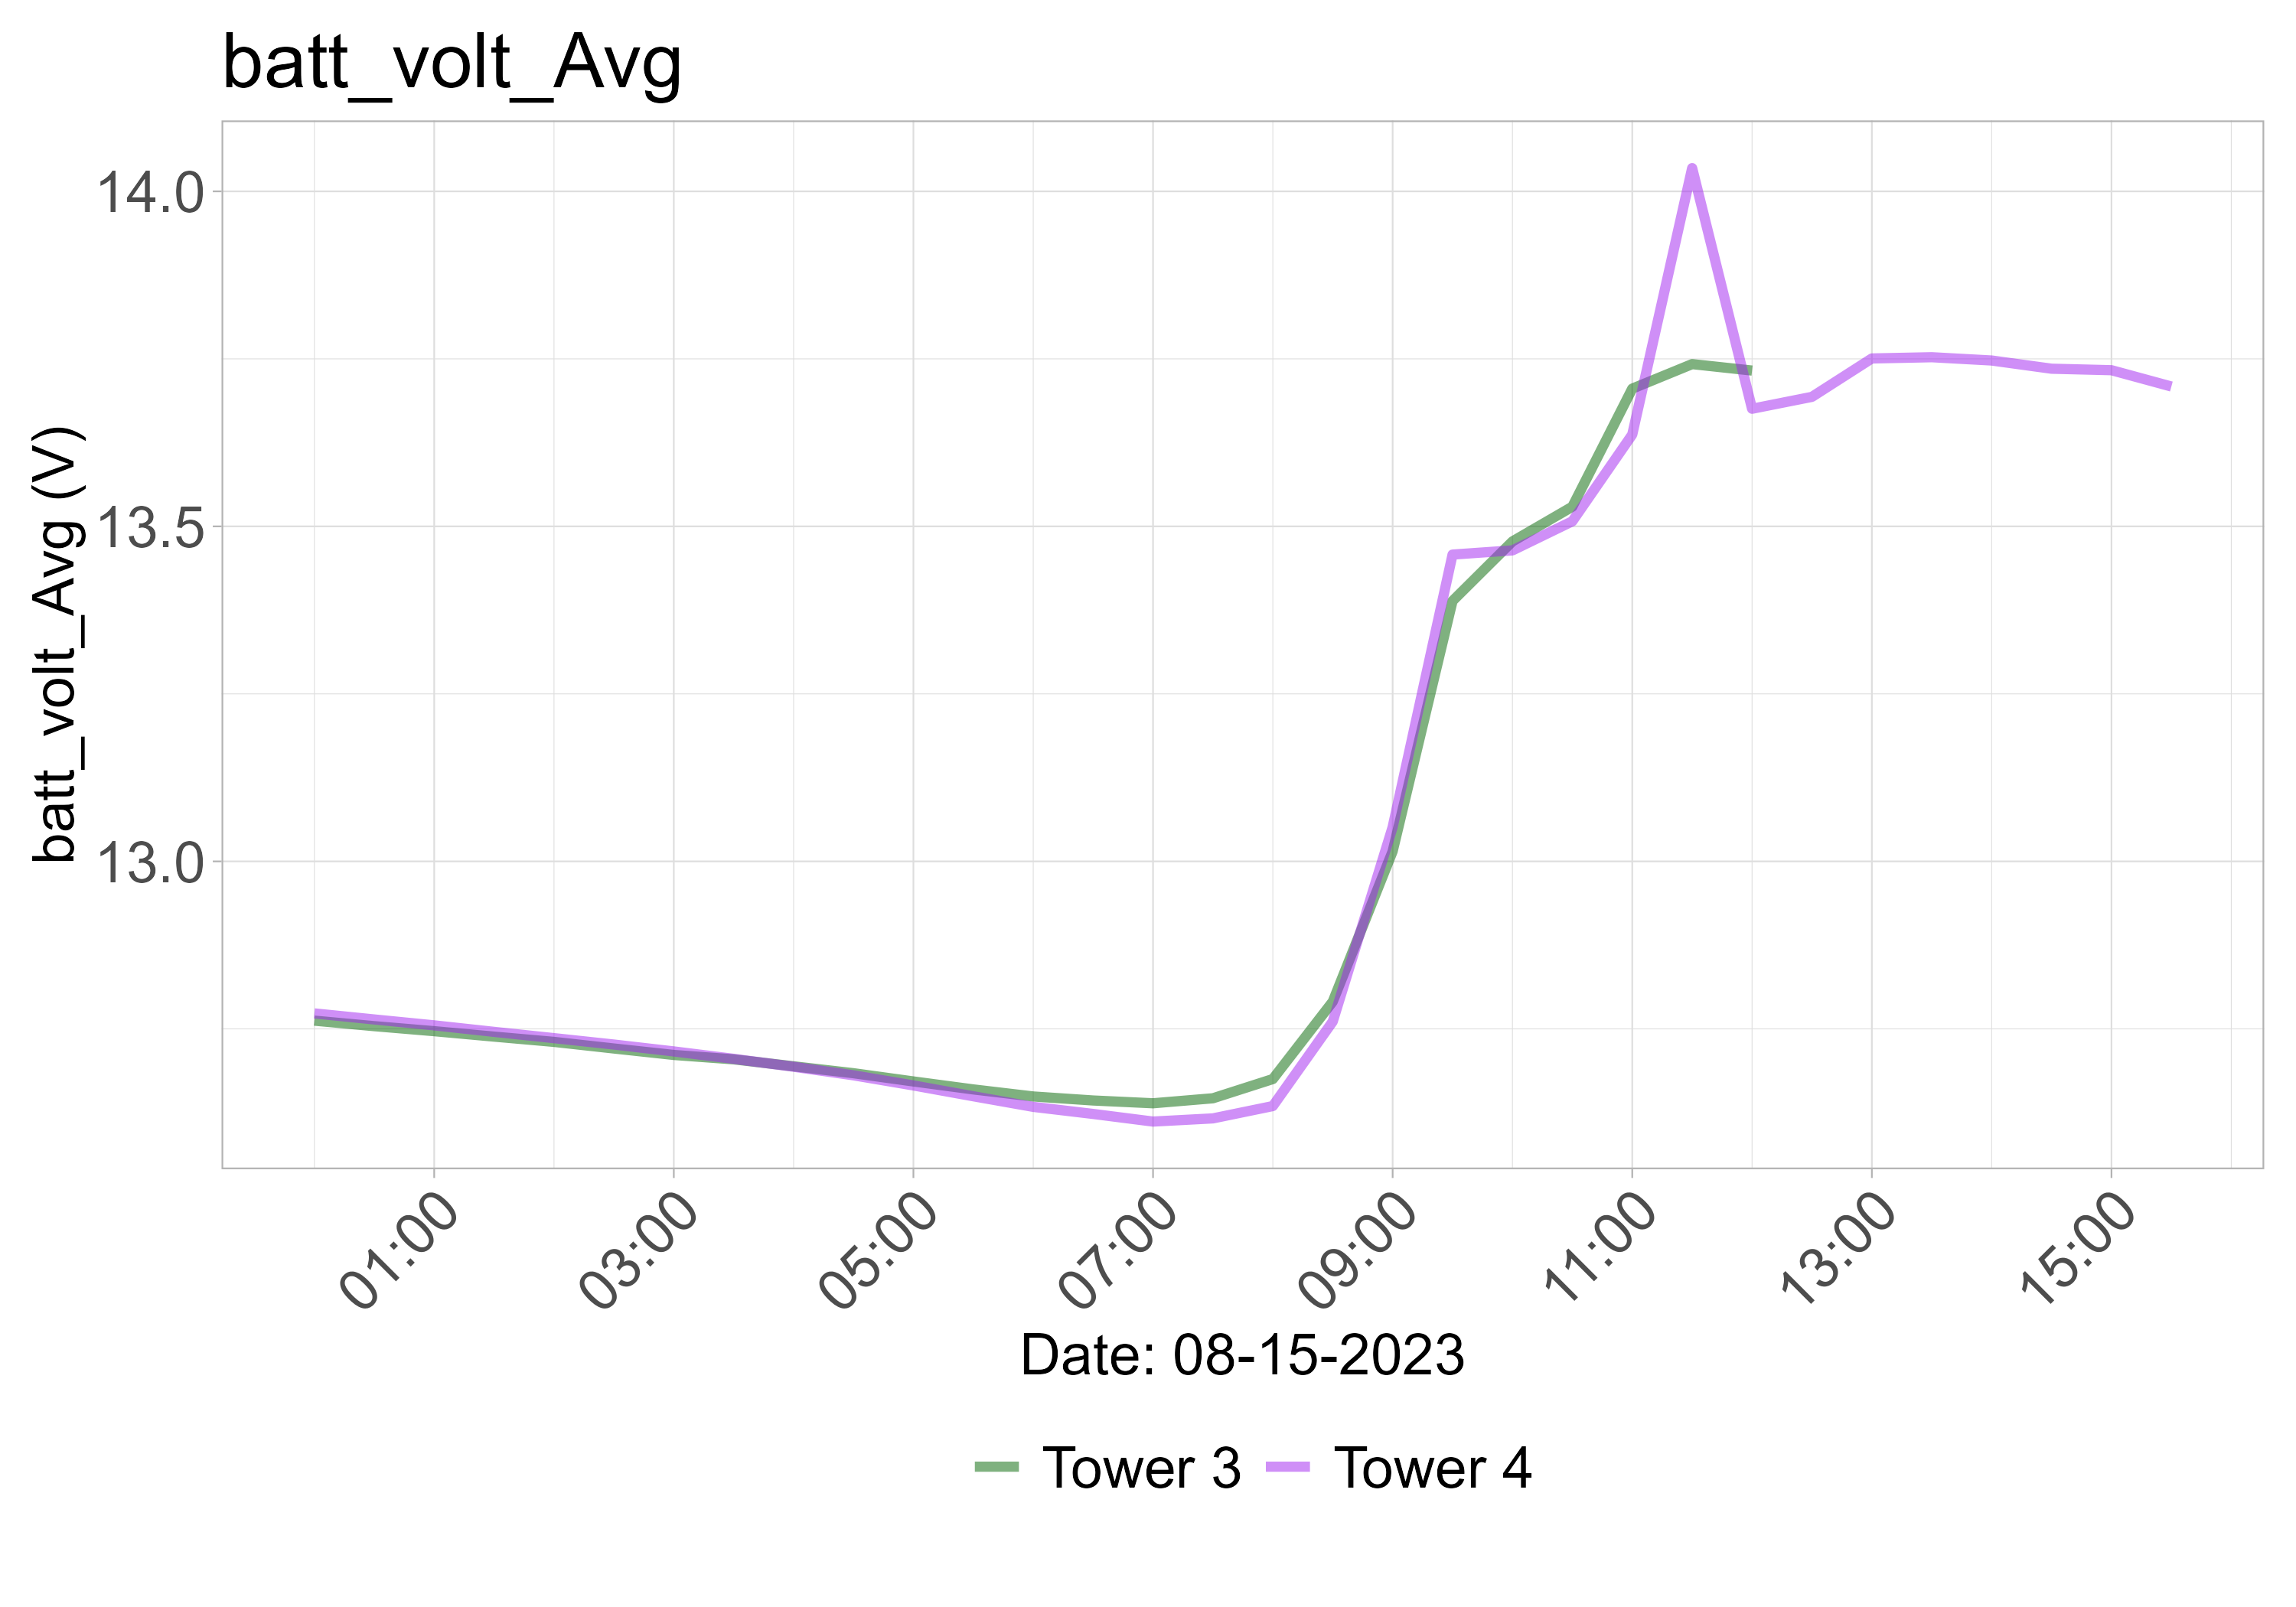 batt_volt_Avg
batt_volt_Avg (V)
14.0
13.5
13.0
01:00 03:00 05:00 07:00 09:00 11:00 13:00 15:00
Date: 08-15-2023
Tower 3 Tower 4